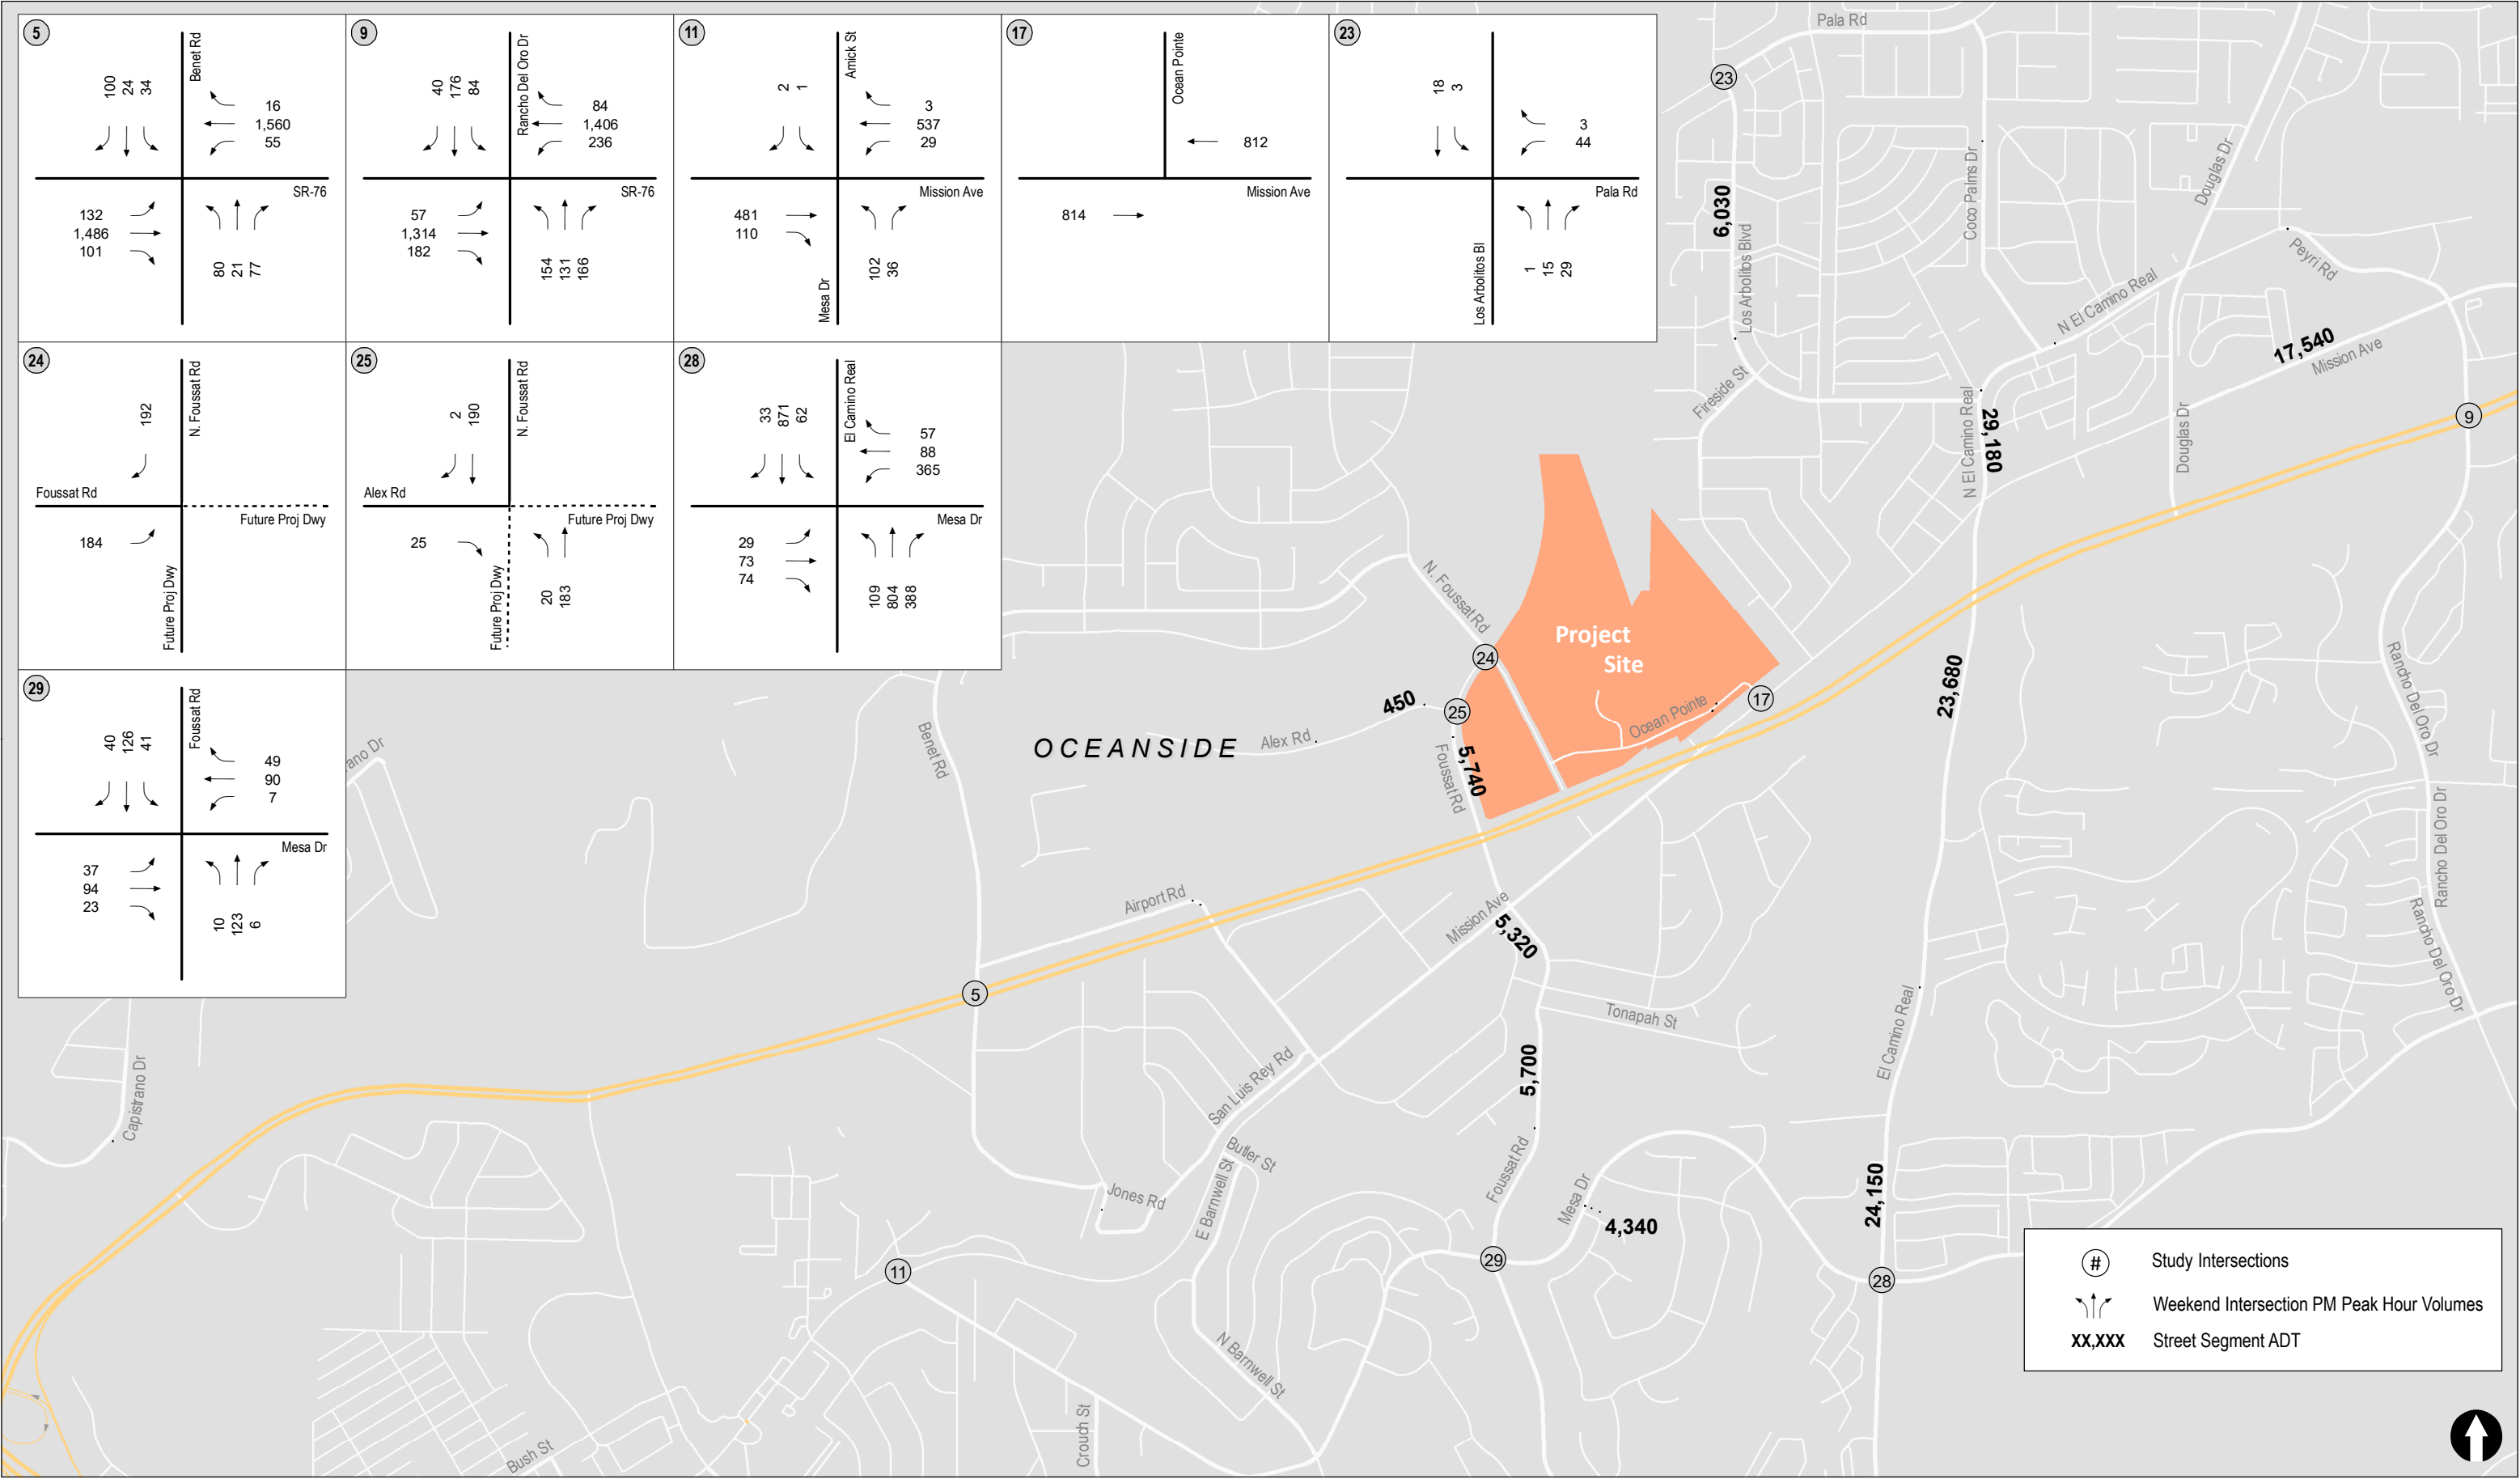 5
Benet Rd
100 24 34
16
1,560
55
SR-76
132
1,486
101
80 21 77
9
Rancho Del Oro Dr
40 176 84
84
1,406
236
SR-76
57
1,314
182
154 131 166
11
Amick St
2 1
3
537
29
Mission Ave
481
110
Mesa Dr
102 36
17
Ocean Pointe
812
Mission Ave
814
23
18 3
3
44
Pala Rd
Los Arbolitos Bl
1 15 29
24
N. Foussat Rd
192
Foussat Rd
Future Proj Dwy
184
Future Proj Dwy
25
N. Foussat Rd
2 190
Alex Rd
Future Proj Dwy
25
Future Proj Dwy
20 183
28
El Camino Real
33 871 62
57
88
365
Mesa Dr
29
73
74
109 804 388
29
Foussat Rd
40 126 41
49
90
7
Mesa Dr
37
94
23
10 123 6
Pala Rd
23
6,030
Los Arbolitos Blvd
Coco Palms Dr
Douglas Dr
Peyri Rd
N El Camino Real
17,540
Mission Ave
Fireside St
N El Camino Real
29,180
Douglas Dr
9
N. Foussat Rd
Project
Site
24
17
450
25
Ocean Pointe
OCEANSIDE
Alex Rd
Foussat Rd
5,740
Benet Rd
ano Dr
23,680
Rancho Del Oro Dr
Rancho Del Oro Dr
Rancho Del Oro Dr
Airport Rd
Mission Ave
5,320
5
Tonapah St
El Camino Real
5,700
San Luis Rey Rd
Capistrano Dr
Butler St
Jones Rd
E Barnwell St
Foussat Rd
Mesa Dr
4,340
24,150
29
11
28
N Barnwell St
Crouch St
Bush St
# Study Intersections
Weekend Intersection PM Peak Hour Volumes
XX,XXX Street Segment ADT